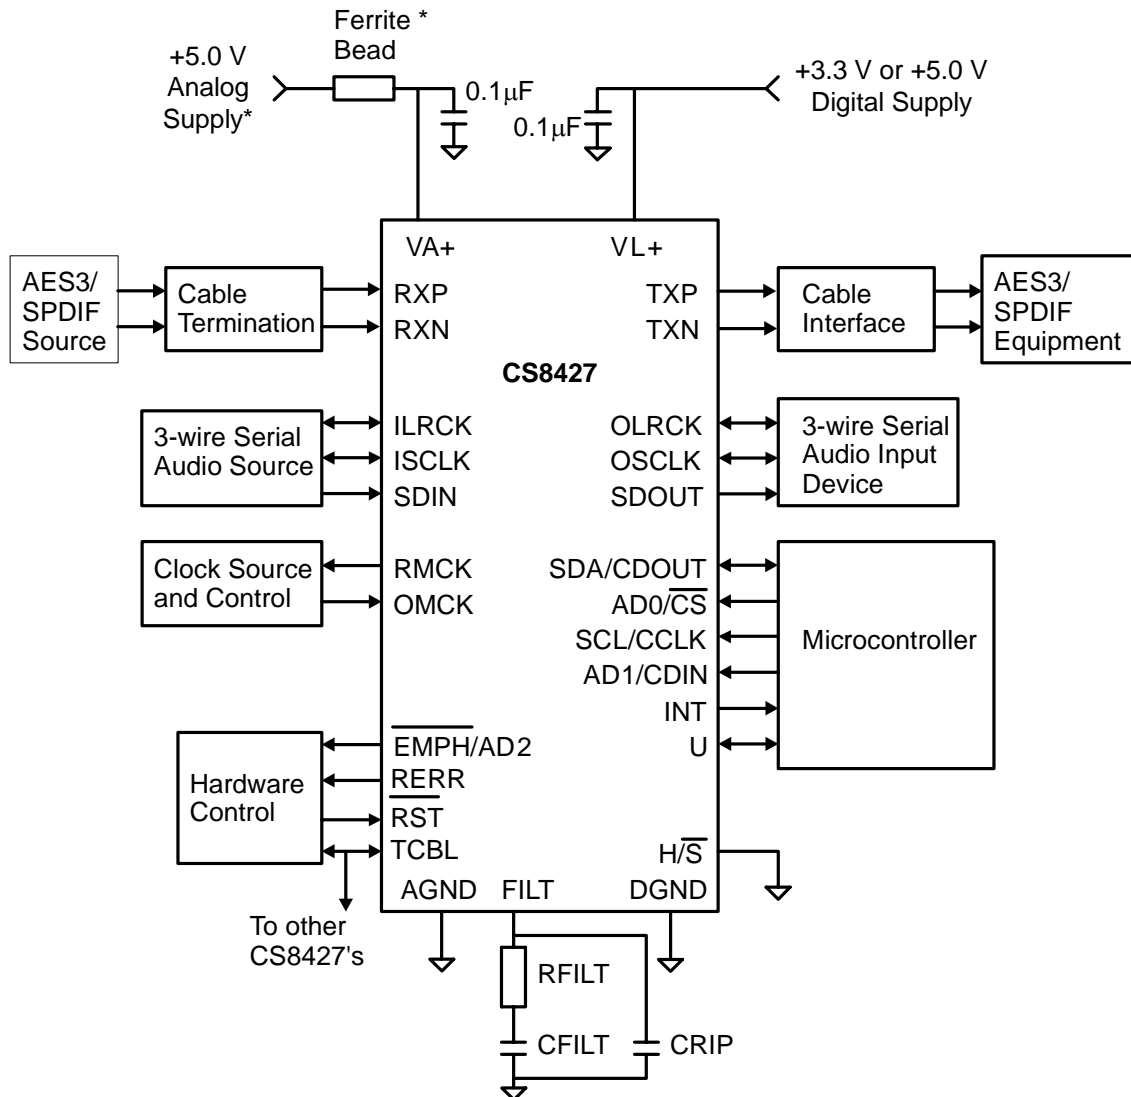 Ferrite *
Bead
+5.0 V
Analog
Supply*
0.1µF
0.1µF
+3.3 V or +5.0 V
Digital Supply
VA+
VL+
AES3/
SPDIF
Source
Cable
Termination
RXP
RXN
TXP
TXN
Cable
Interface
AES3/
SPDIF
Equipment
CS8427
3-wire Serial
Audio Source
ILRCK
ISCLK
SDIN
OLRCK
OSCLK
SDOUT
3-wire Serial
Audio Input
Device
Clock Source
and Control
RMCK
OMCK
SDA/CDOUT
AD0/C̅S̅
SCL/CCLK
AD1/CDIN
INT
U
Microcontroller
Hardware
Control
E̅M̅P̅H̅/AD2
RERR
R̅S̅T̅
TCBL
H/S̅
AGND
FILT
DGND
To other
CS8427's
RFILT
CFILT
CRIP